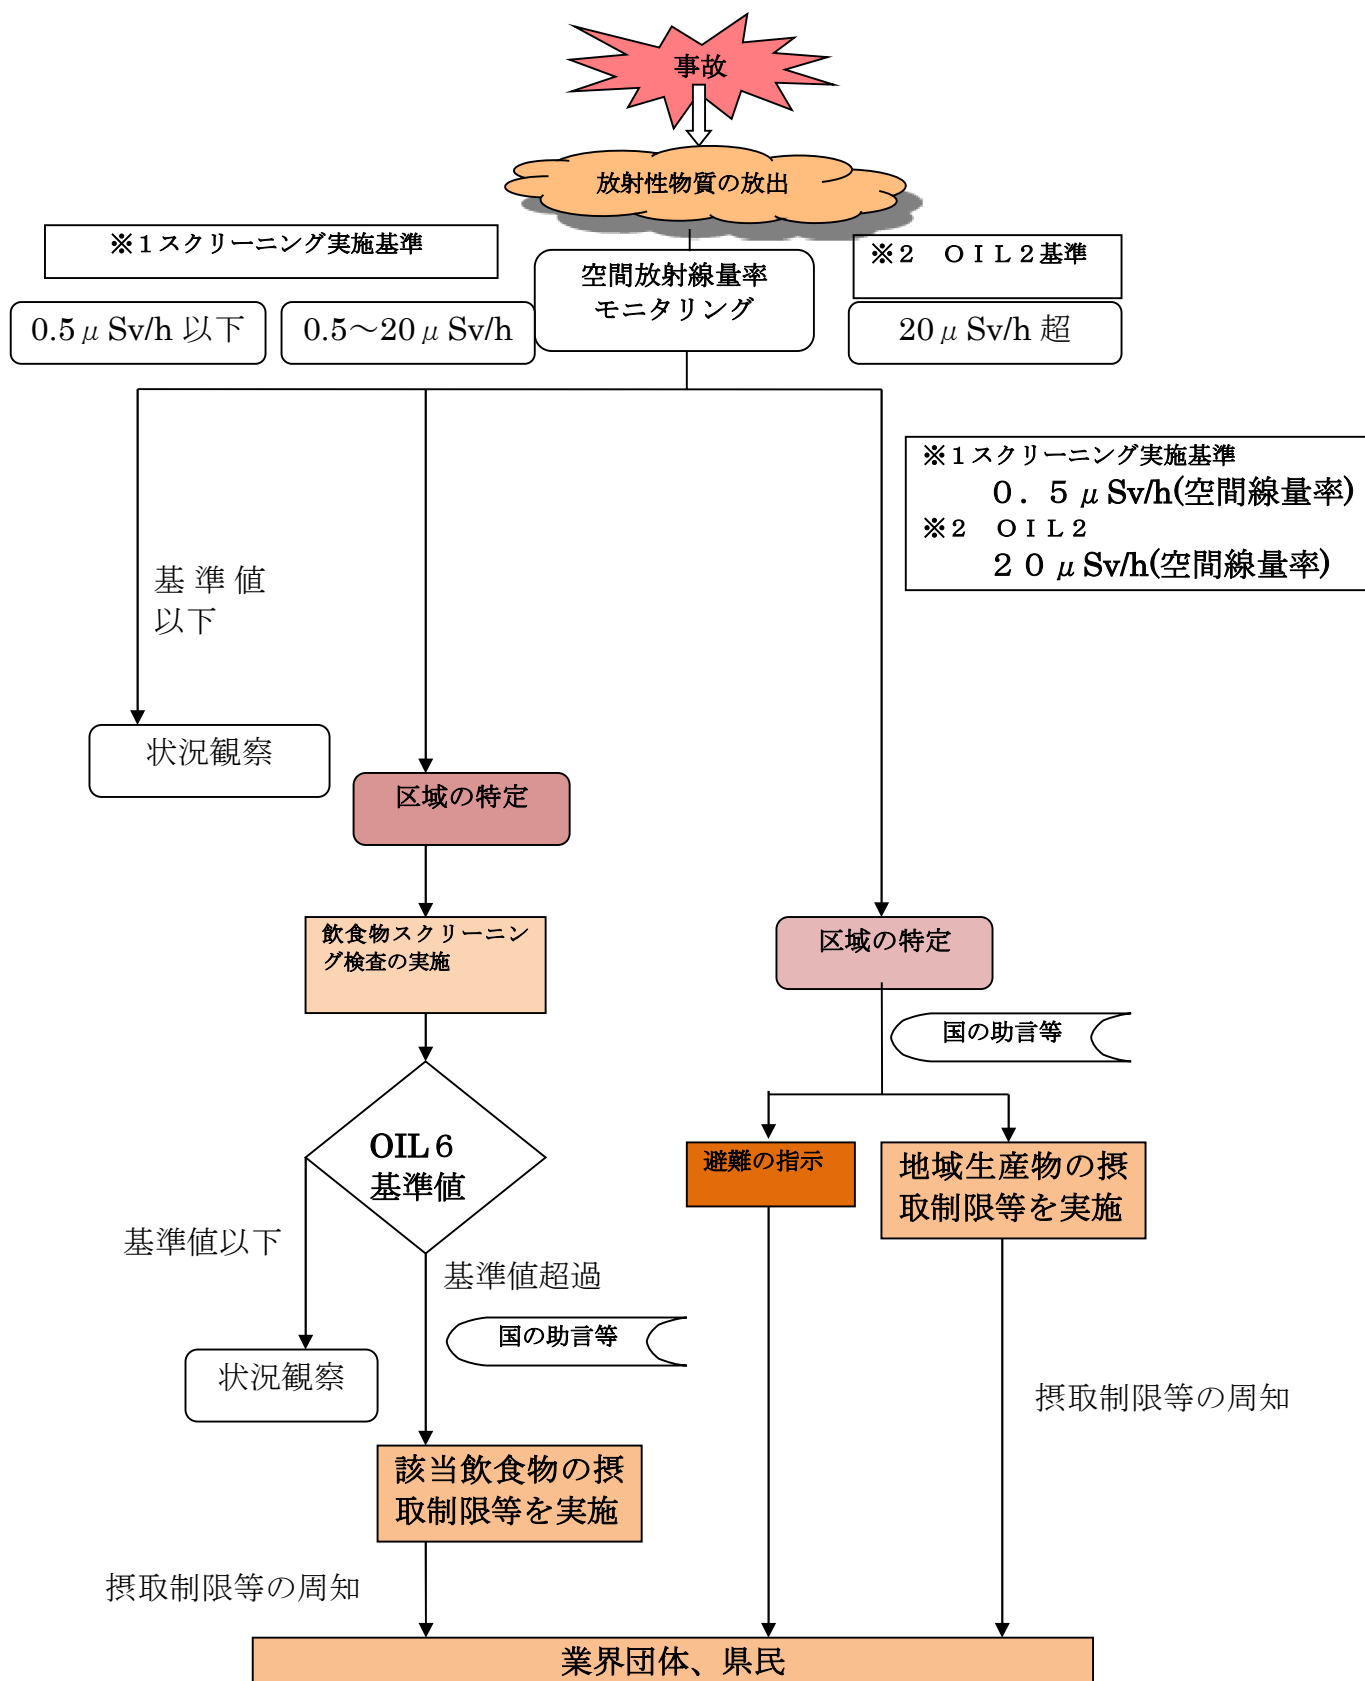 事故
放射性物質の放出
※１スクリーニング実施基準
空間放射線量率
モニタリング
※２　ＯＩＬ２基準
0.5μSv/h 以下
0.5～20μSv/h
20μSv/h 超
※１スクリーニング実施基準
０．５μSv/h(空間線量率)
※２　ＯＩＬ２
２０μSv/h(空間線量率)
基準値
以下
状況観察
区域の特定
飲食物スクリーニン
グ検査の実施
区域の特定
国の助言等
OIL６
基準値
避難の指示
地域生産物の摂
取制限等を実施
基準値以下
基準値超過
国の助言等
状況観察
摂取制限等の周知
該当飲食物の摂
取制限等を実施
摂取制限等の周知
業界団体、県民